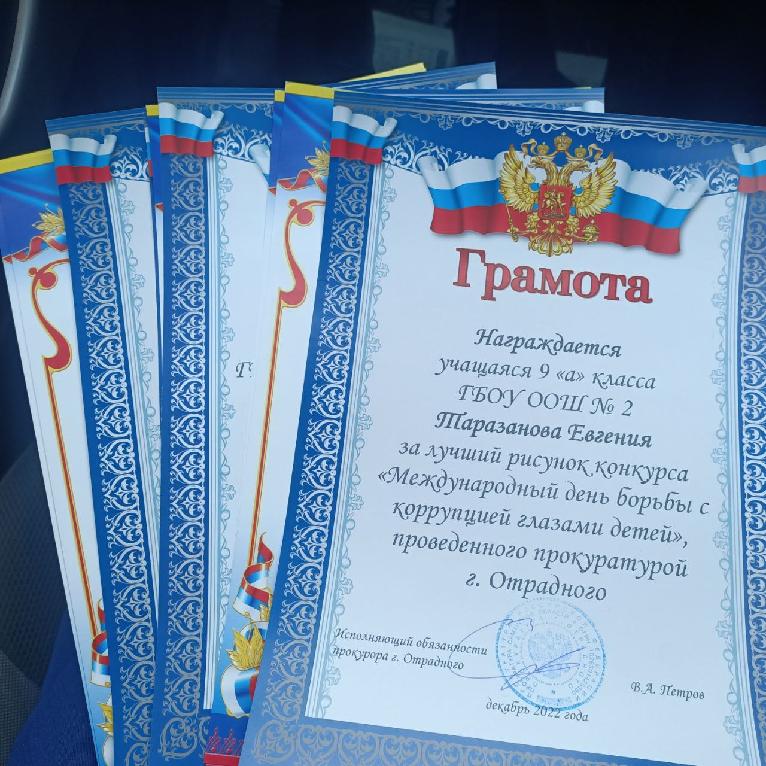 Грамота
Награждается
учащаяся 9 «а» класса
ГБОУ ООШ № 2
Таразанова Евгения
за лучший рисунок конкурса
«Международный день борьбы с
коррупцией глазами детей»,
проведенного прокуратурой
г. Отрадного
Исполняющий обязанности
прокурора г. Отрадного
В.А. Петров
декабрь 2022 года